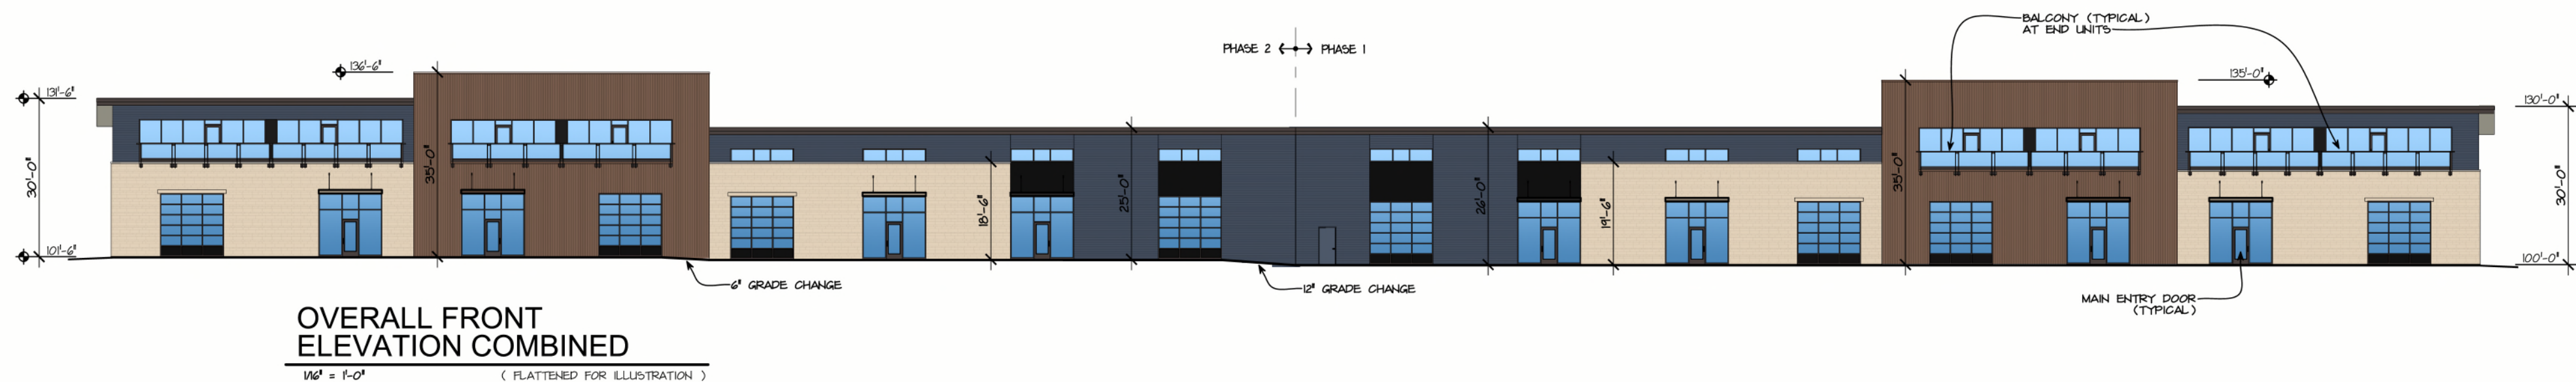 BALCONY (TYPICAL)
AT END UNITS
PHASE 2
PHASE 1
136'-6"
135'-0"
131'-6"
130'-0"
30'-0"
35'-0"
18'-6"
25'-0"
26'-0"
19'-6"
35'-0"
30'-0"
101'-6"
100'-0"
6" GRADE CHANGE
12" GRADE CHANGE
MAIN ENTRY DOOR
(TYPICAL)
OVERALL FRONT
ELEVATION COMBINED
1/16" = 1'-0"
( FLATTENED FOR ILLUSTRATION )